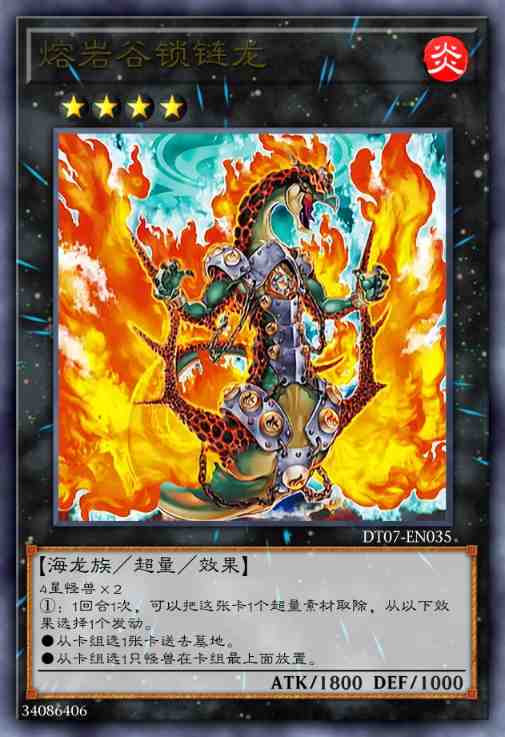 熔岩谷锁链龙
炎
DT07-EN035
【海龙族／超量／效果】
4星怪兽×2
①：1回合1次，可以把这张卡1个超量素材取除，从以下效
果选择1个发动。
●从卡组选1张卡送去墓地。
●从卡组选1只怪兽在卡组最上面放置。
ATK/1800 DEF/1000
34086406